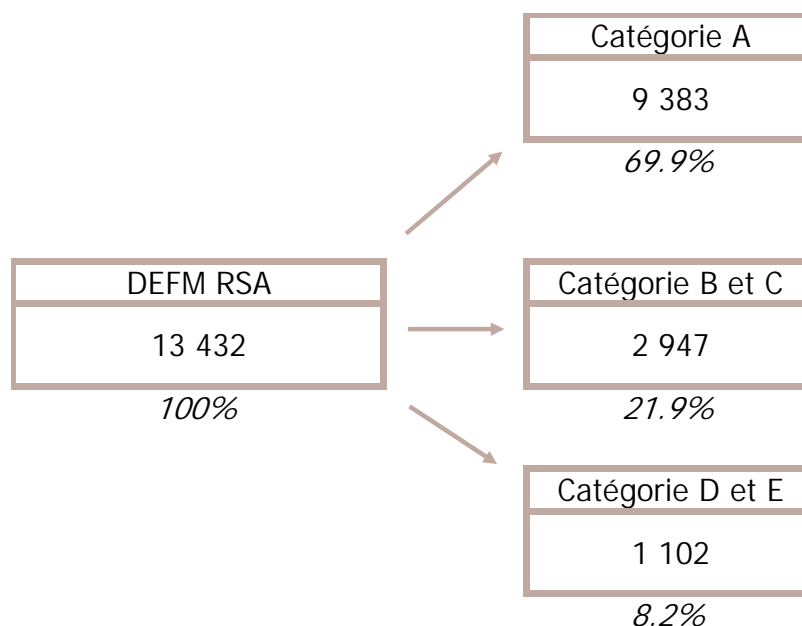 Catégorie A
9 383
69.9%
DEFM RSA
13 432
100%
Catégorie B et C
2 947
21.9%
Catégorie D et E
1 102
8.2%